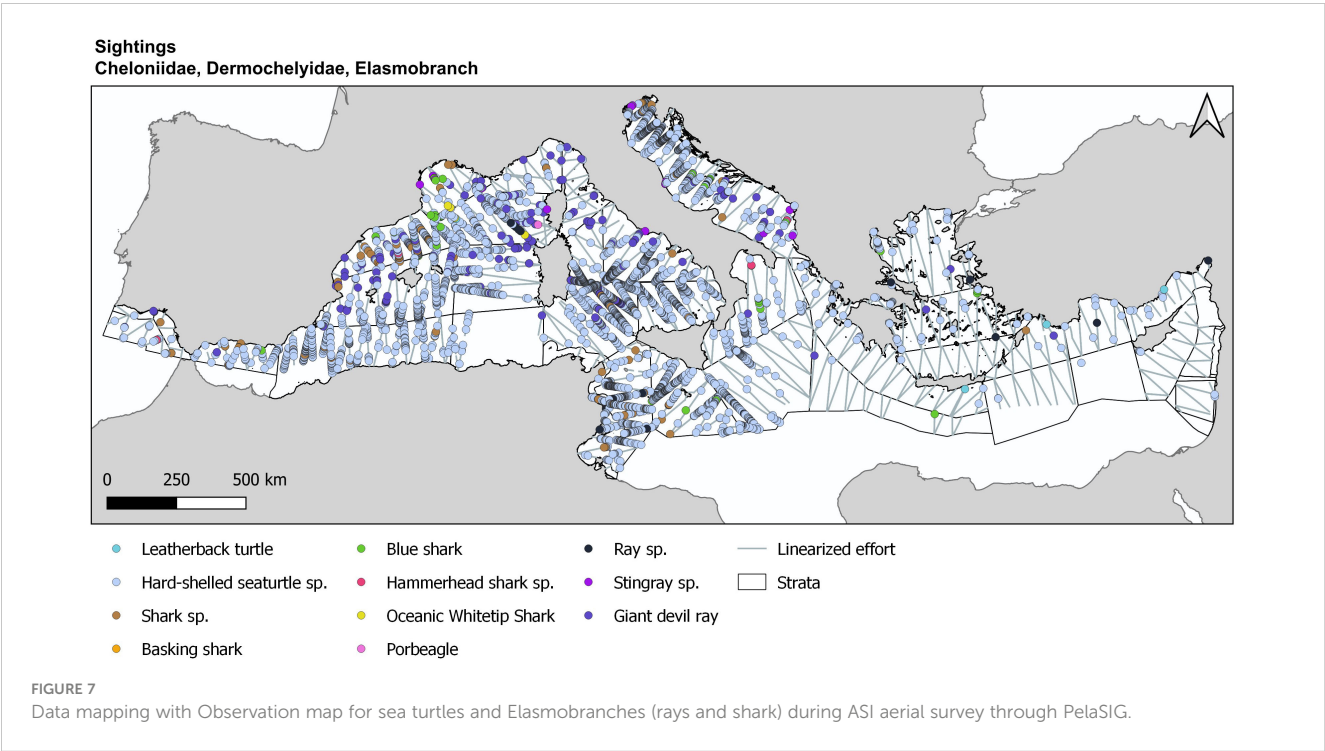 Sightings
Cheloniidae, Dermochelyidae, Elasmobranch
0 250 500 km
Leatherback turtle
Hard-shelled seaturtle sp.
Shark sp.
Basking shark
Blue shark
Hammerhead shark sp.
Oceanic Whitetip Shark
Porbeagle
Ray sp.
Stingray sp.
Giant devil ray
Linearized effort
Strata
FIGURE 7
Data mapping with Observation map for sea turtles and Elasmobranches (rays and shark) during ASI aerial survey through PelaSIG.